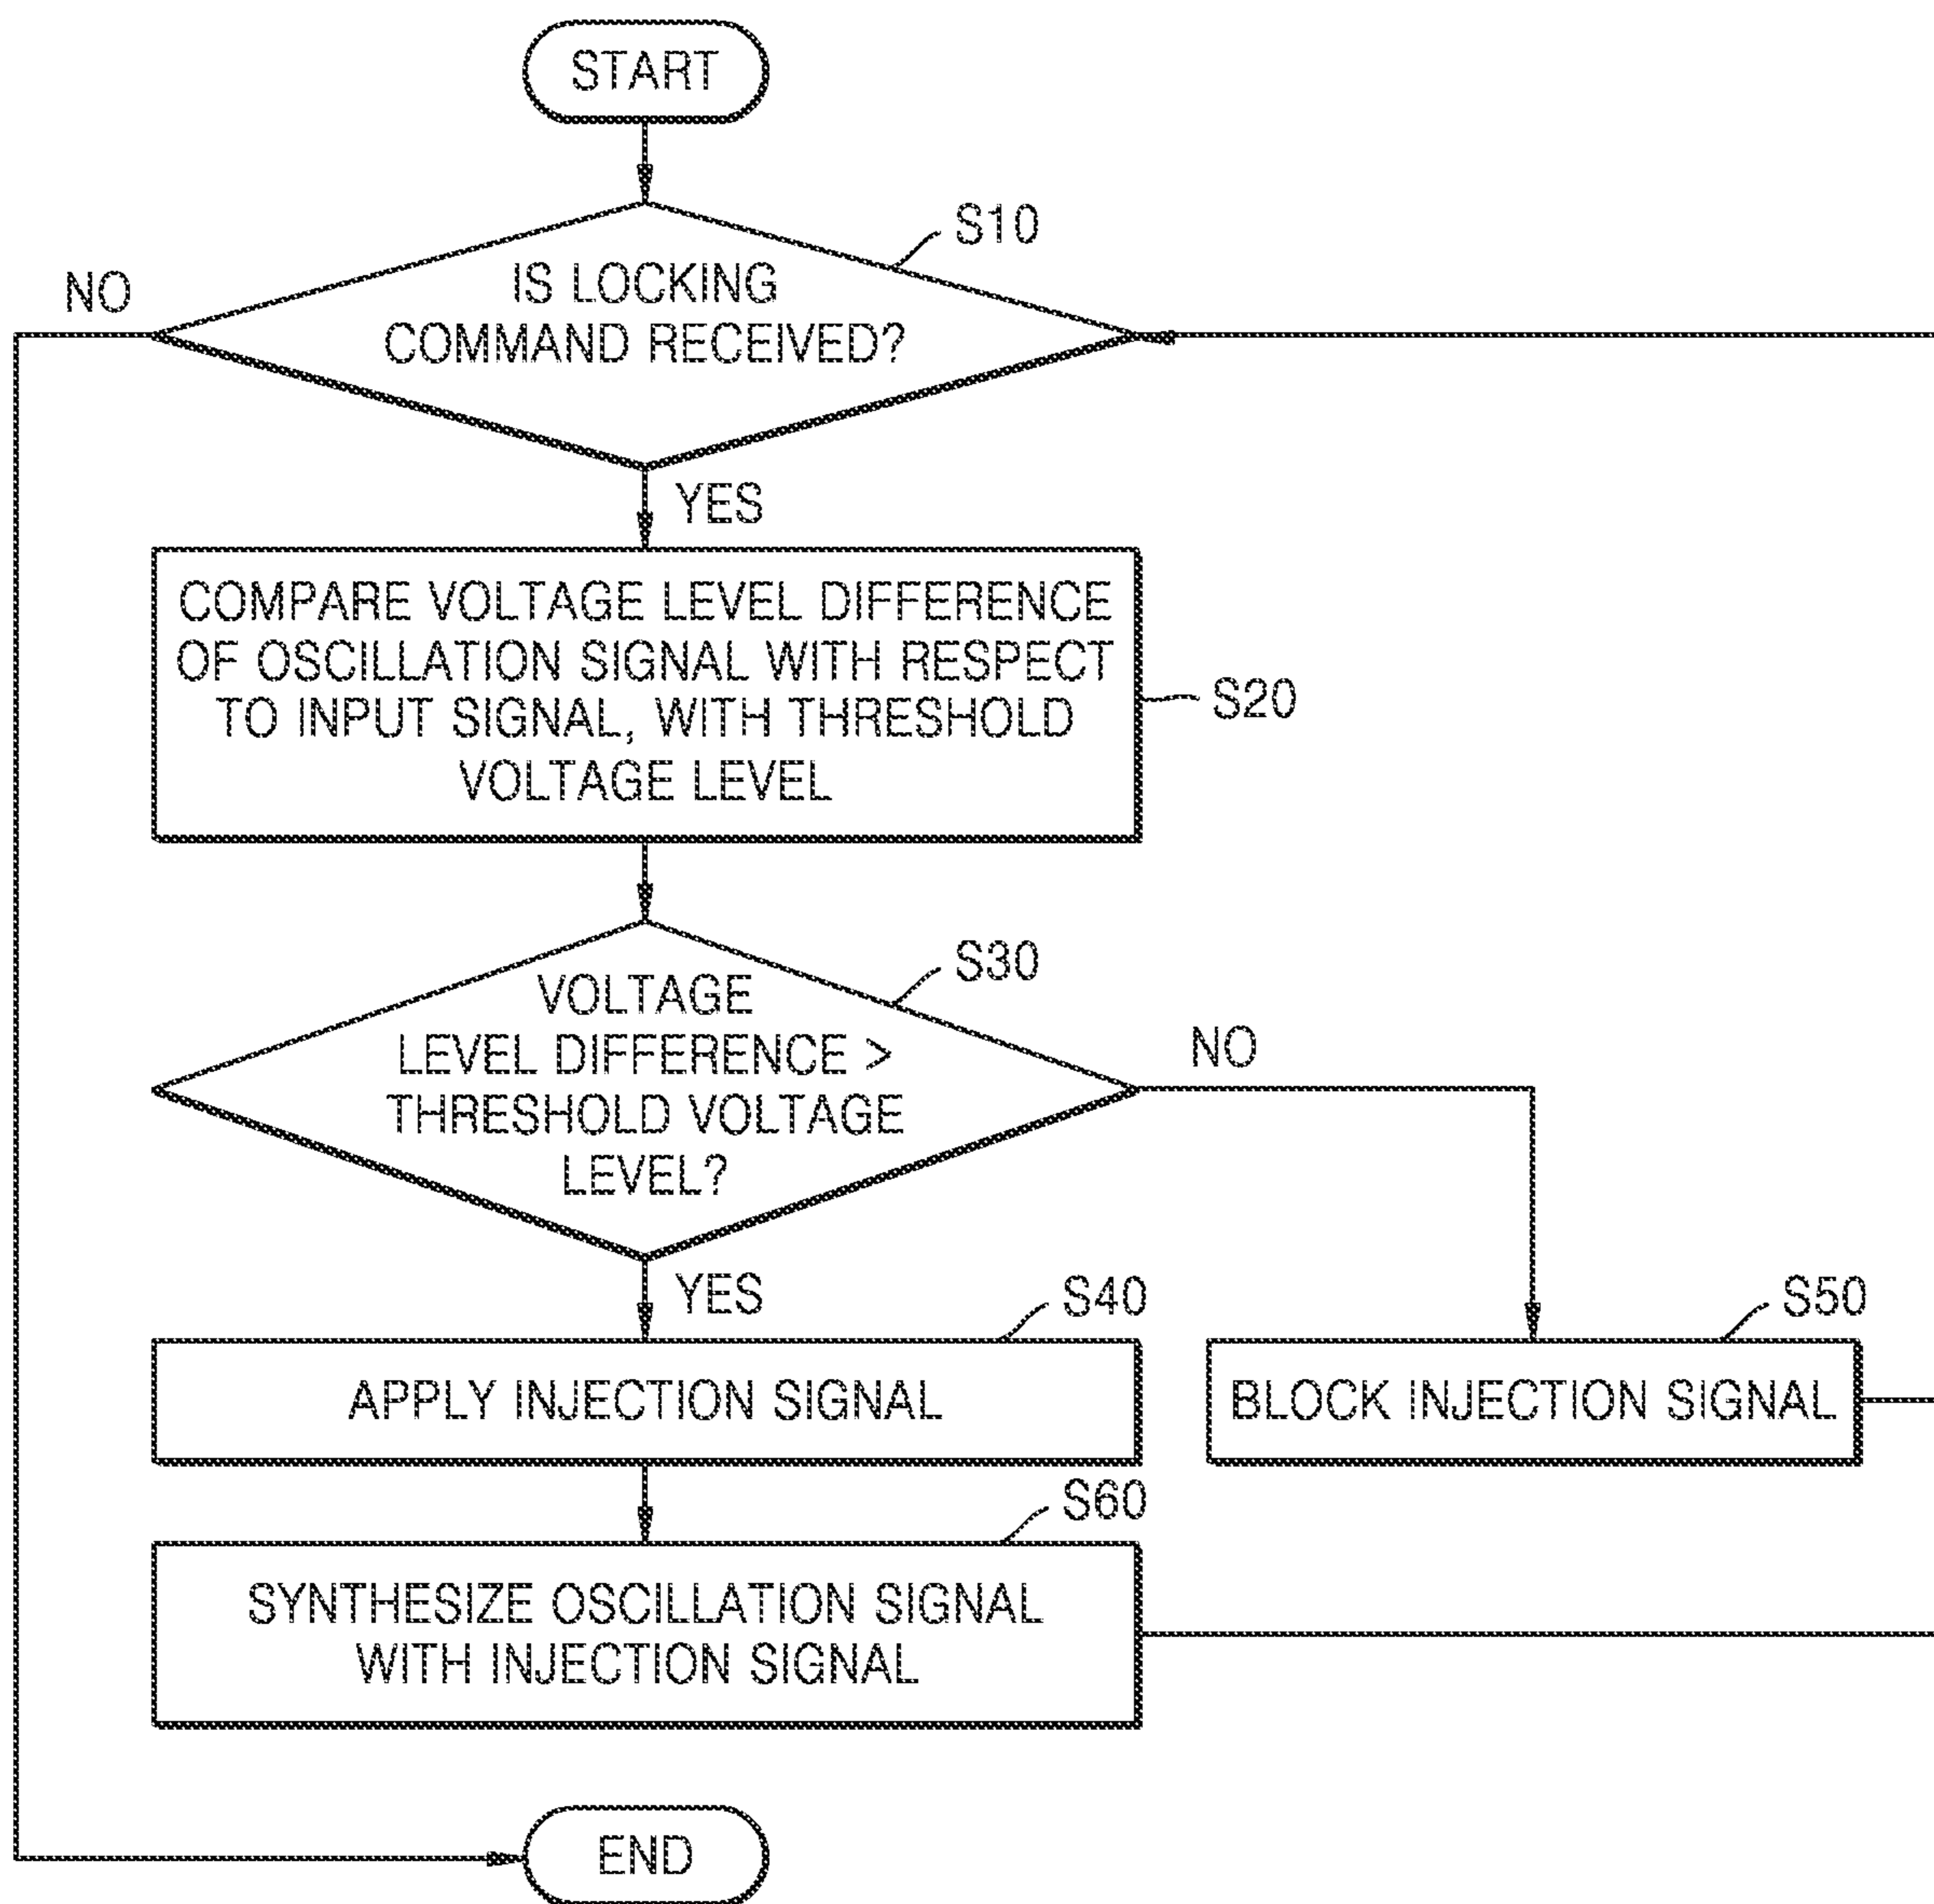 START
S10
NO
IS LOCKING
COMMAND RECEIVED?
YES
COMPARE VOLTAGE LEVEL DIFFERENCE
OF OSCILLATION SIGNAL WITH RESPECT
TO INPUT SIGNAL, WITH THRESHOLD
VOLTAGE LEVEL
S20
S30
VOLTAGE
LEVEL DIFFERENCE >
THRESHOLD VOLTAGE
LEVEL?
NO
YES
S40
S50
APPLY INJECTION SIGNAL
BLOCK INJECTION SIGNAL
S60
SYNTHESIZE OSCILLATION SIGNAL
WITH INJECTION SIGNAL
END